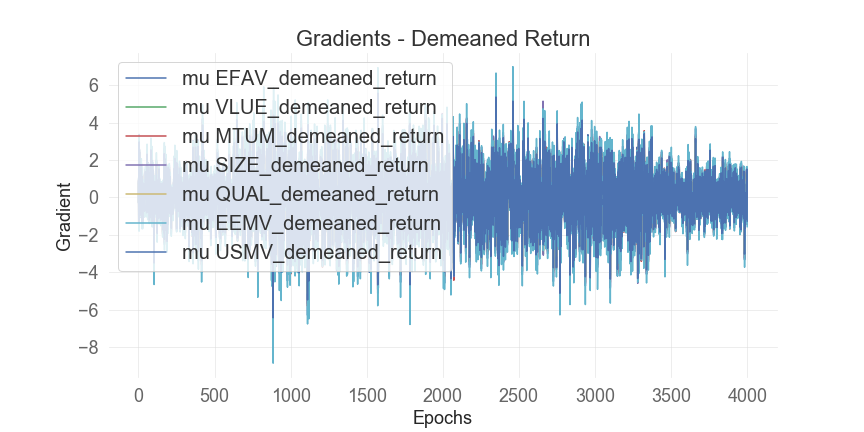 Gradients - Demeaned Return
mu EFAV_demeaned_return
mu VLUE_demeaned_return
mu MTUM_demeaned_return
mu SIZE_demeaned_return
mu QUAL_demeaned_return
mu EEMV_demeaned_return
mu USMV_demeaned_return
Gradient
6
4
2
0
−2
−4
−6
−8
0 500 1000 1500 2000 2500 3000 3500 4000
Epochs